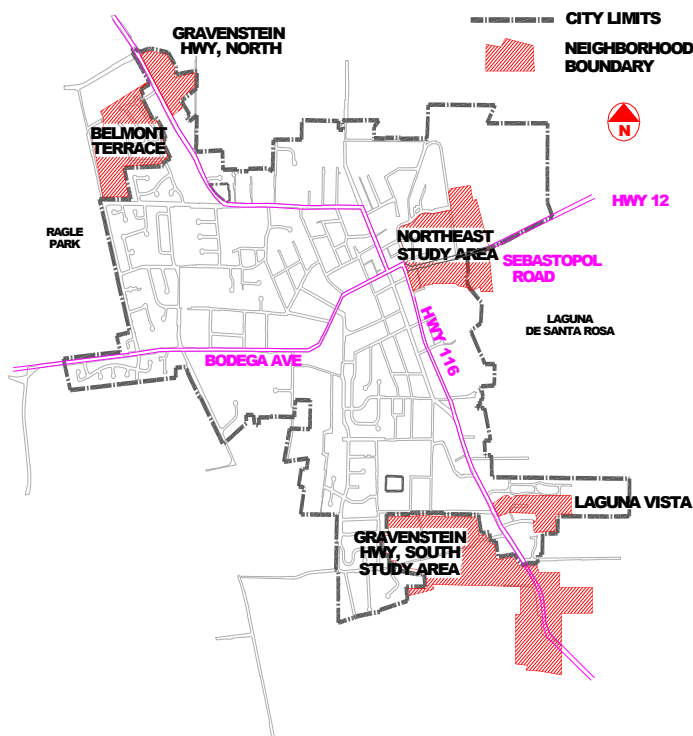 CITY LIMITS
NEIGHBORHOOD
BOUNDARY
N
GRAVENSTEIN
HWY, NORTH
BELMONT
TERRACE
HWY 12
RAGLE
PARK
NORTHEAST
STUDY AREA
SEBASTOPOL
ROAD
LAGUNA
DE SANTA ROSA
HWY 116
BODEGA AVE
LAGUNA VISTA
GRAVENSTEIN
HWY, SOUTH
STUDY AREA